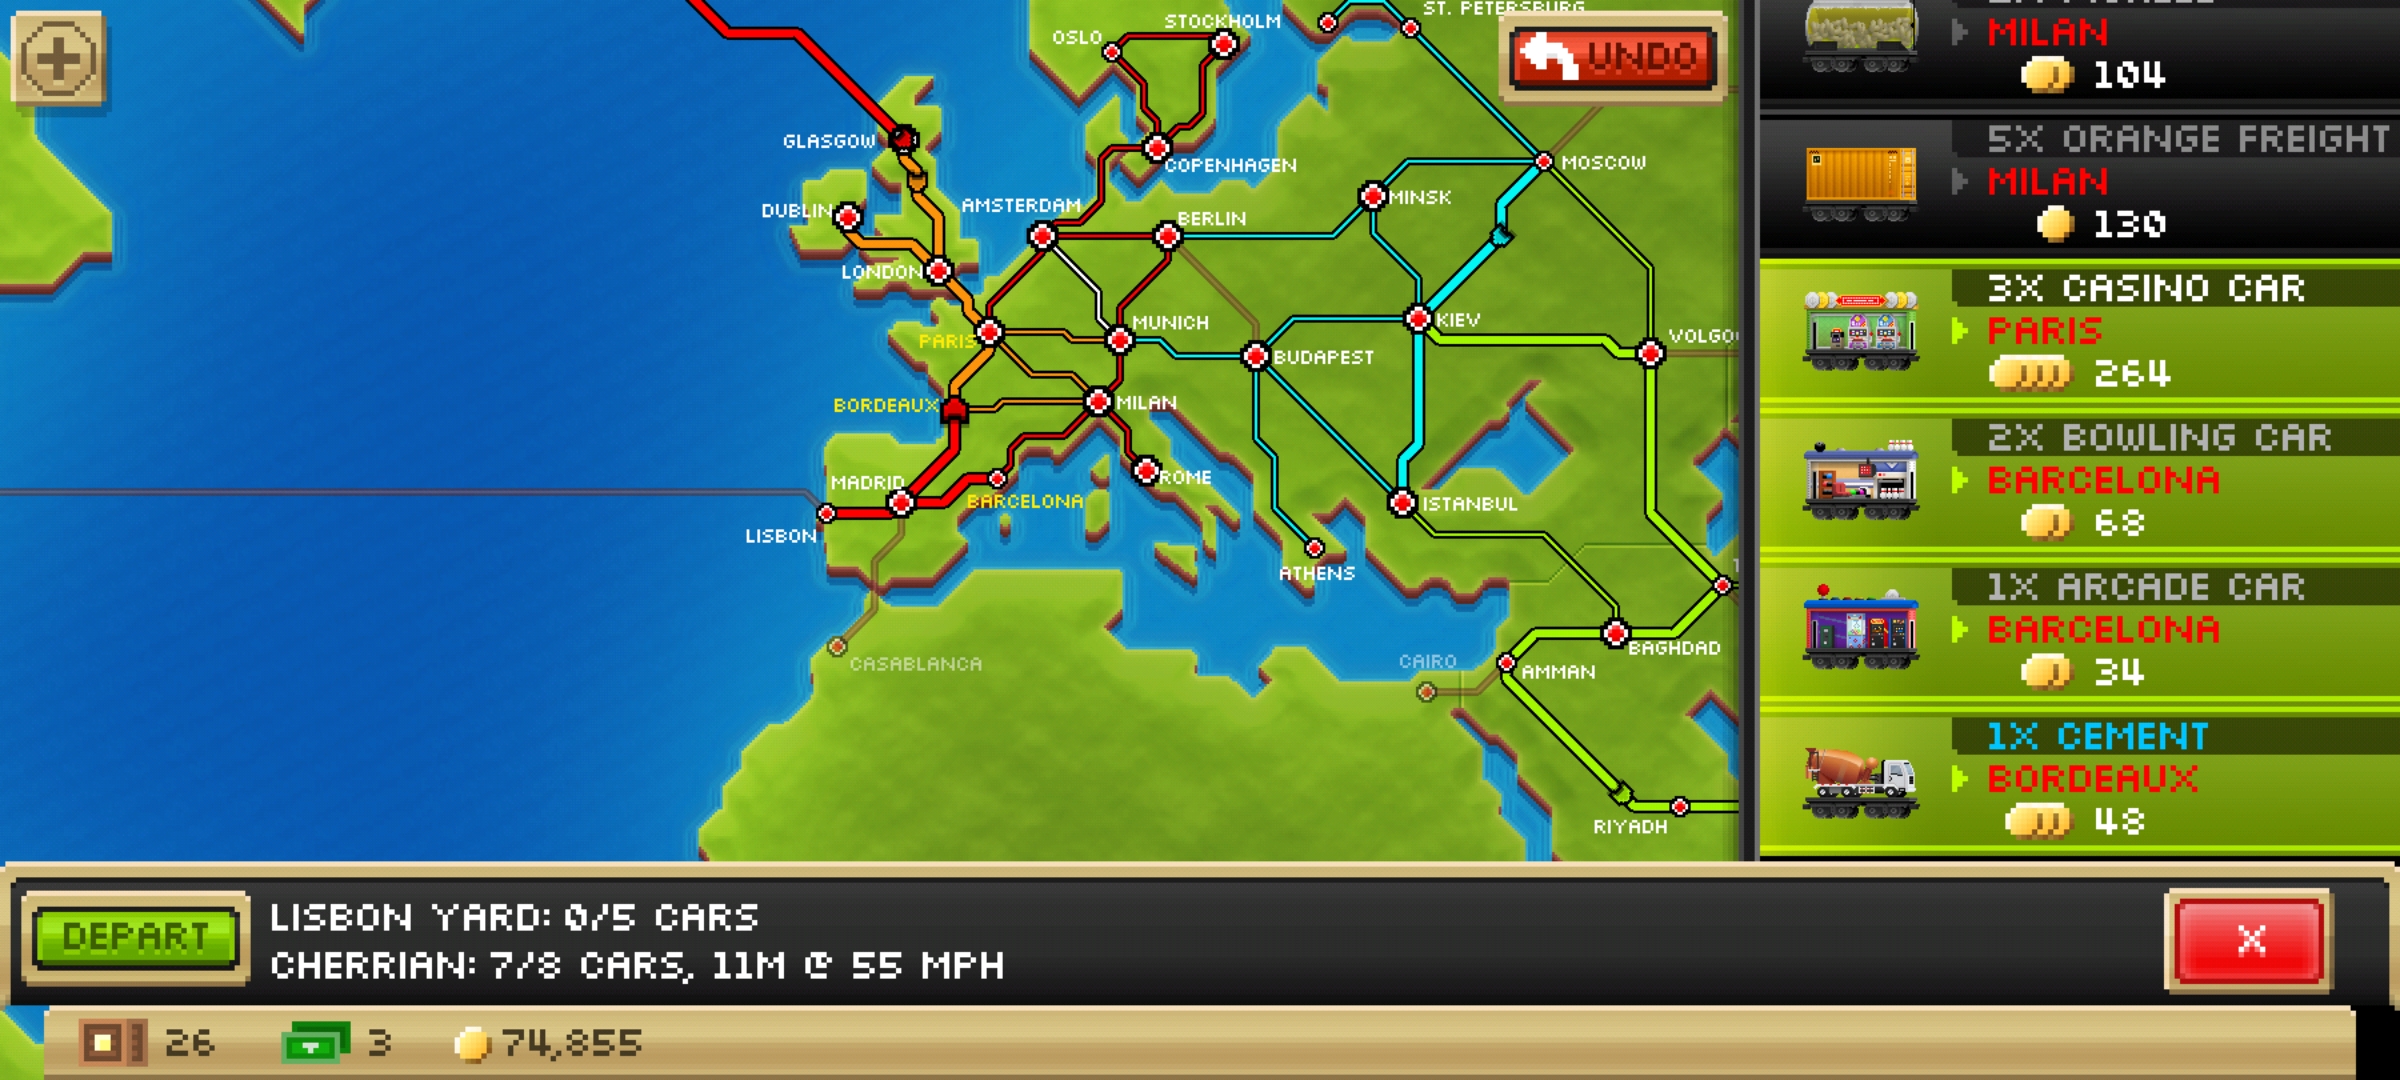 STOCKHOLM
ST. PETERSBURG
OSLO
UNDO
GLASGOW
COPENHAGEN
MOSCOW
MINSK
AMSTERDAM
DUBLIN
BERLIN
LONDON
MUNICH
KIEV
PARIS
BUDAPEST
BORDEAUX
MILAN
MADRID
ROME
BARCELONA
ISTANBUL
LISBON
ATHENS
CASABLANCA
CAIRO
BAGHDAD
AMMAN
RIYADH
MILAN
104
5X ORANGE FREIGHT
MILAN
130
3X CASINO CAR
PARIS
264
2X BOWLING CAR
BARCELONA
68
1X ARCADE CAR
BARCELONA
34
1X CEMENT
BORDEAUX
48
DEPART
LISBON YARD: 0/5 CARS
CHERRIAN: 7/8 CARS, 11M @ 55 MPH
X
26
3
74,855